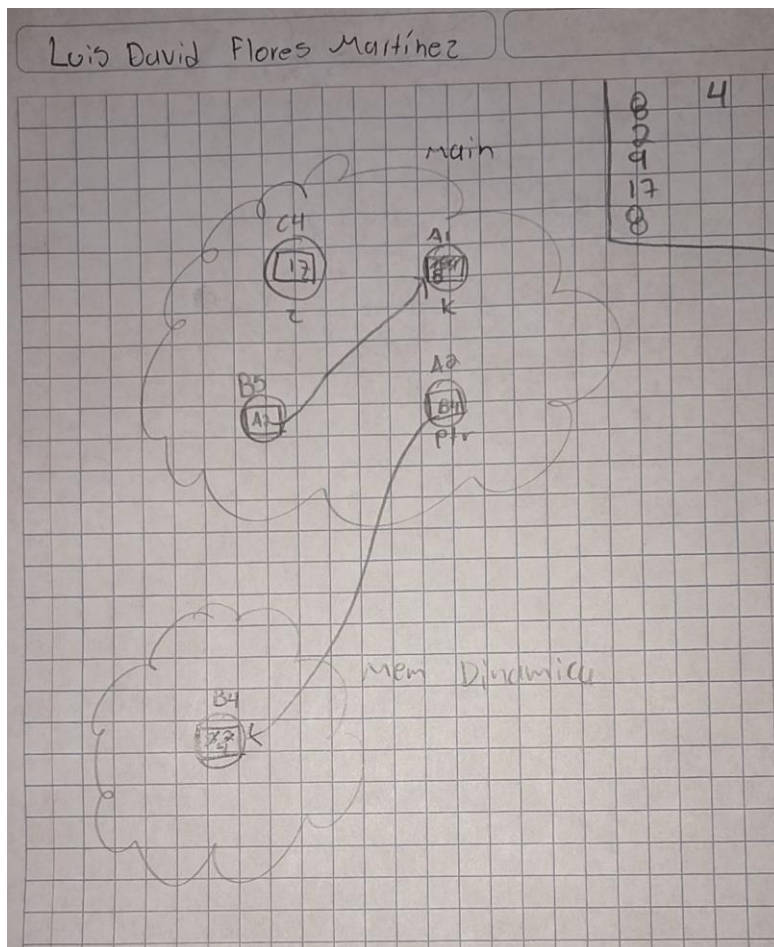 Luis David Flores Martínez
8 4
2
9
17
8
Main
C4
17
A1
8
K
B5
A1
A2
B4
Ptr
Mem Dinamica
B4